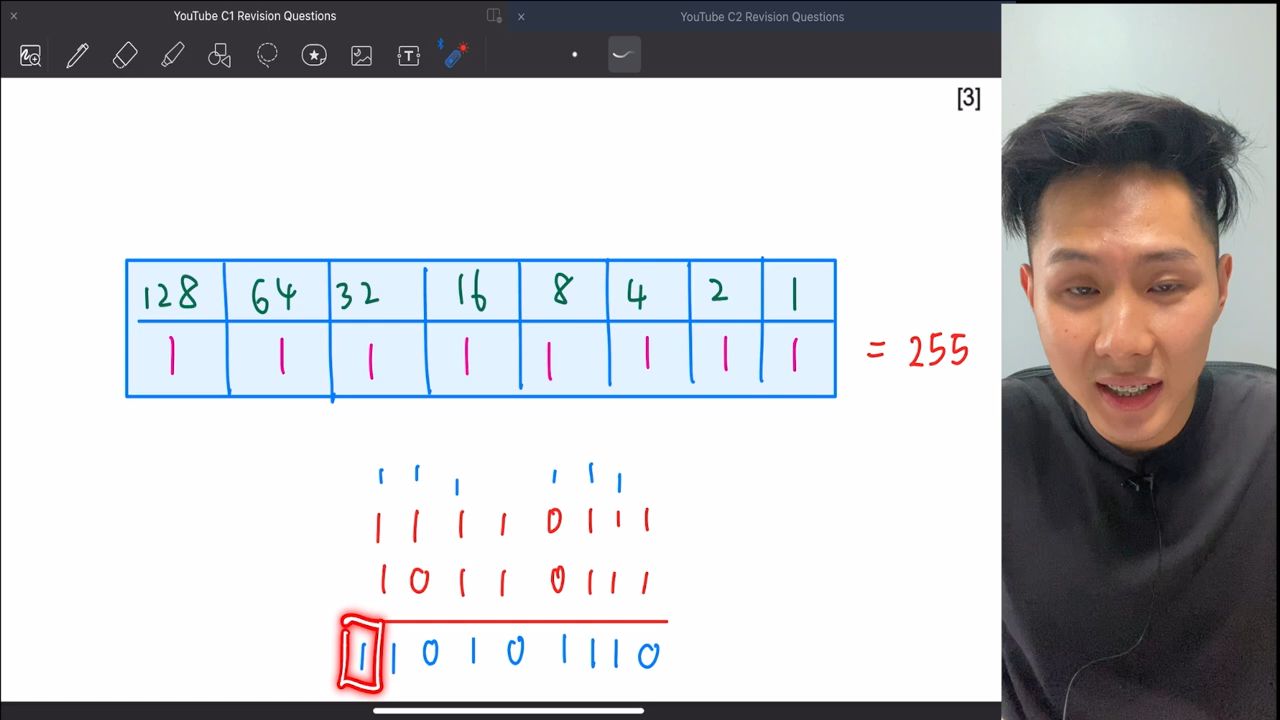 YouTube C1 Revision Questions YouTube C2 Revision Questions
[3]
128 64 32 16 8 4 2 1
1 1 1 1 1 1 1 1 = 255
1 1 1 1 1 1
1 1 1 1 0 1 1 1
1 0 1 1 0 1 1 1
1 1 0 1 0 1 1 1 0